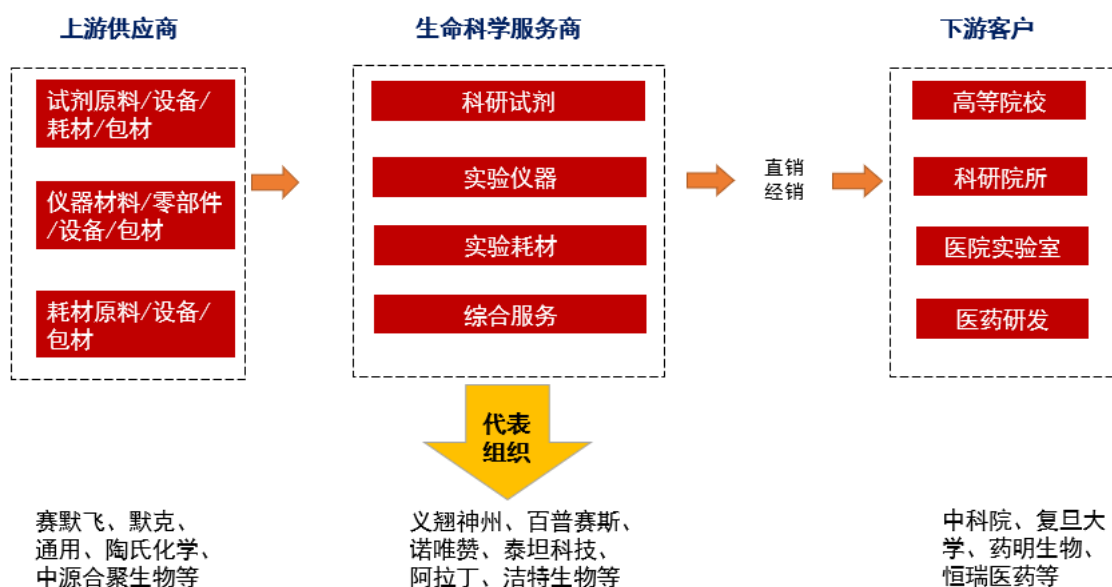 上游供应商
试剂原料/设备/
耗材/包材
仪器材料/零部件
/设备/包材
耗材原料/设备/
包材
赛默飞、默克、
通用、陶氏化学、
中源合聚生物等
生命科学服务商
科研试剂
实验仪器
实验耗材
综合服务
代表
组织
义翘神州、百普赛斯、
诺唯赞、泰坦科技、
阿拉丁、洁特生物等
直销
经销
下游客户
高等院校
科研院所
医院实验室
医药研发
中科院、复旦大
学、药明生物、
恒瑞医药等